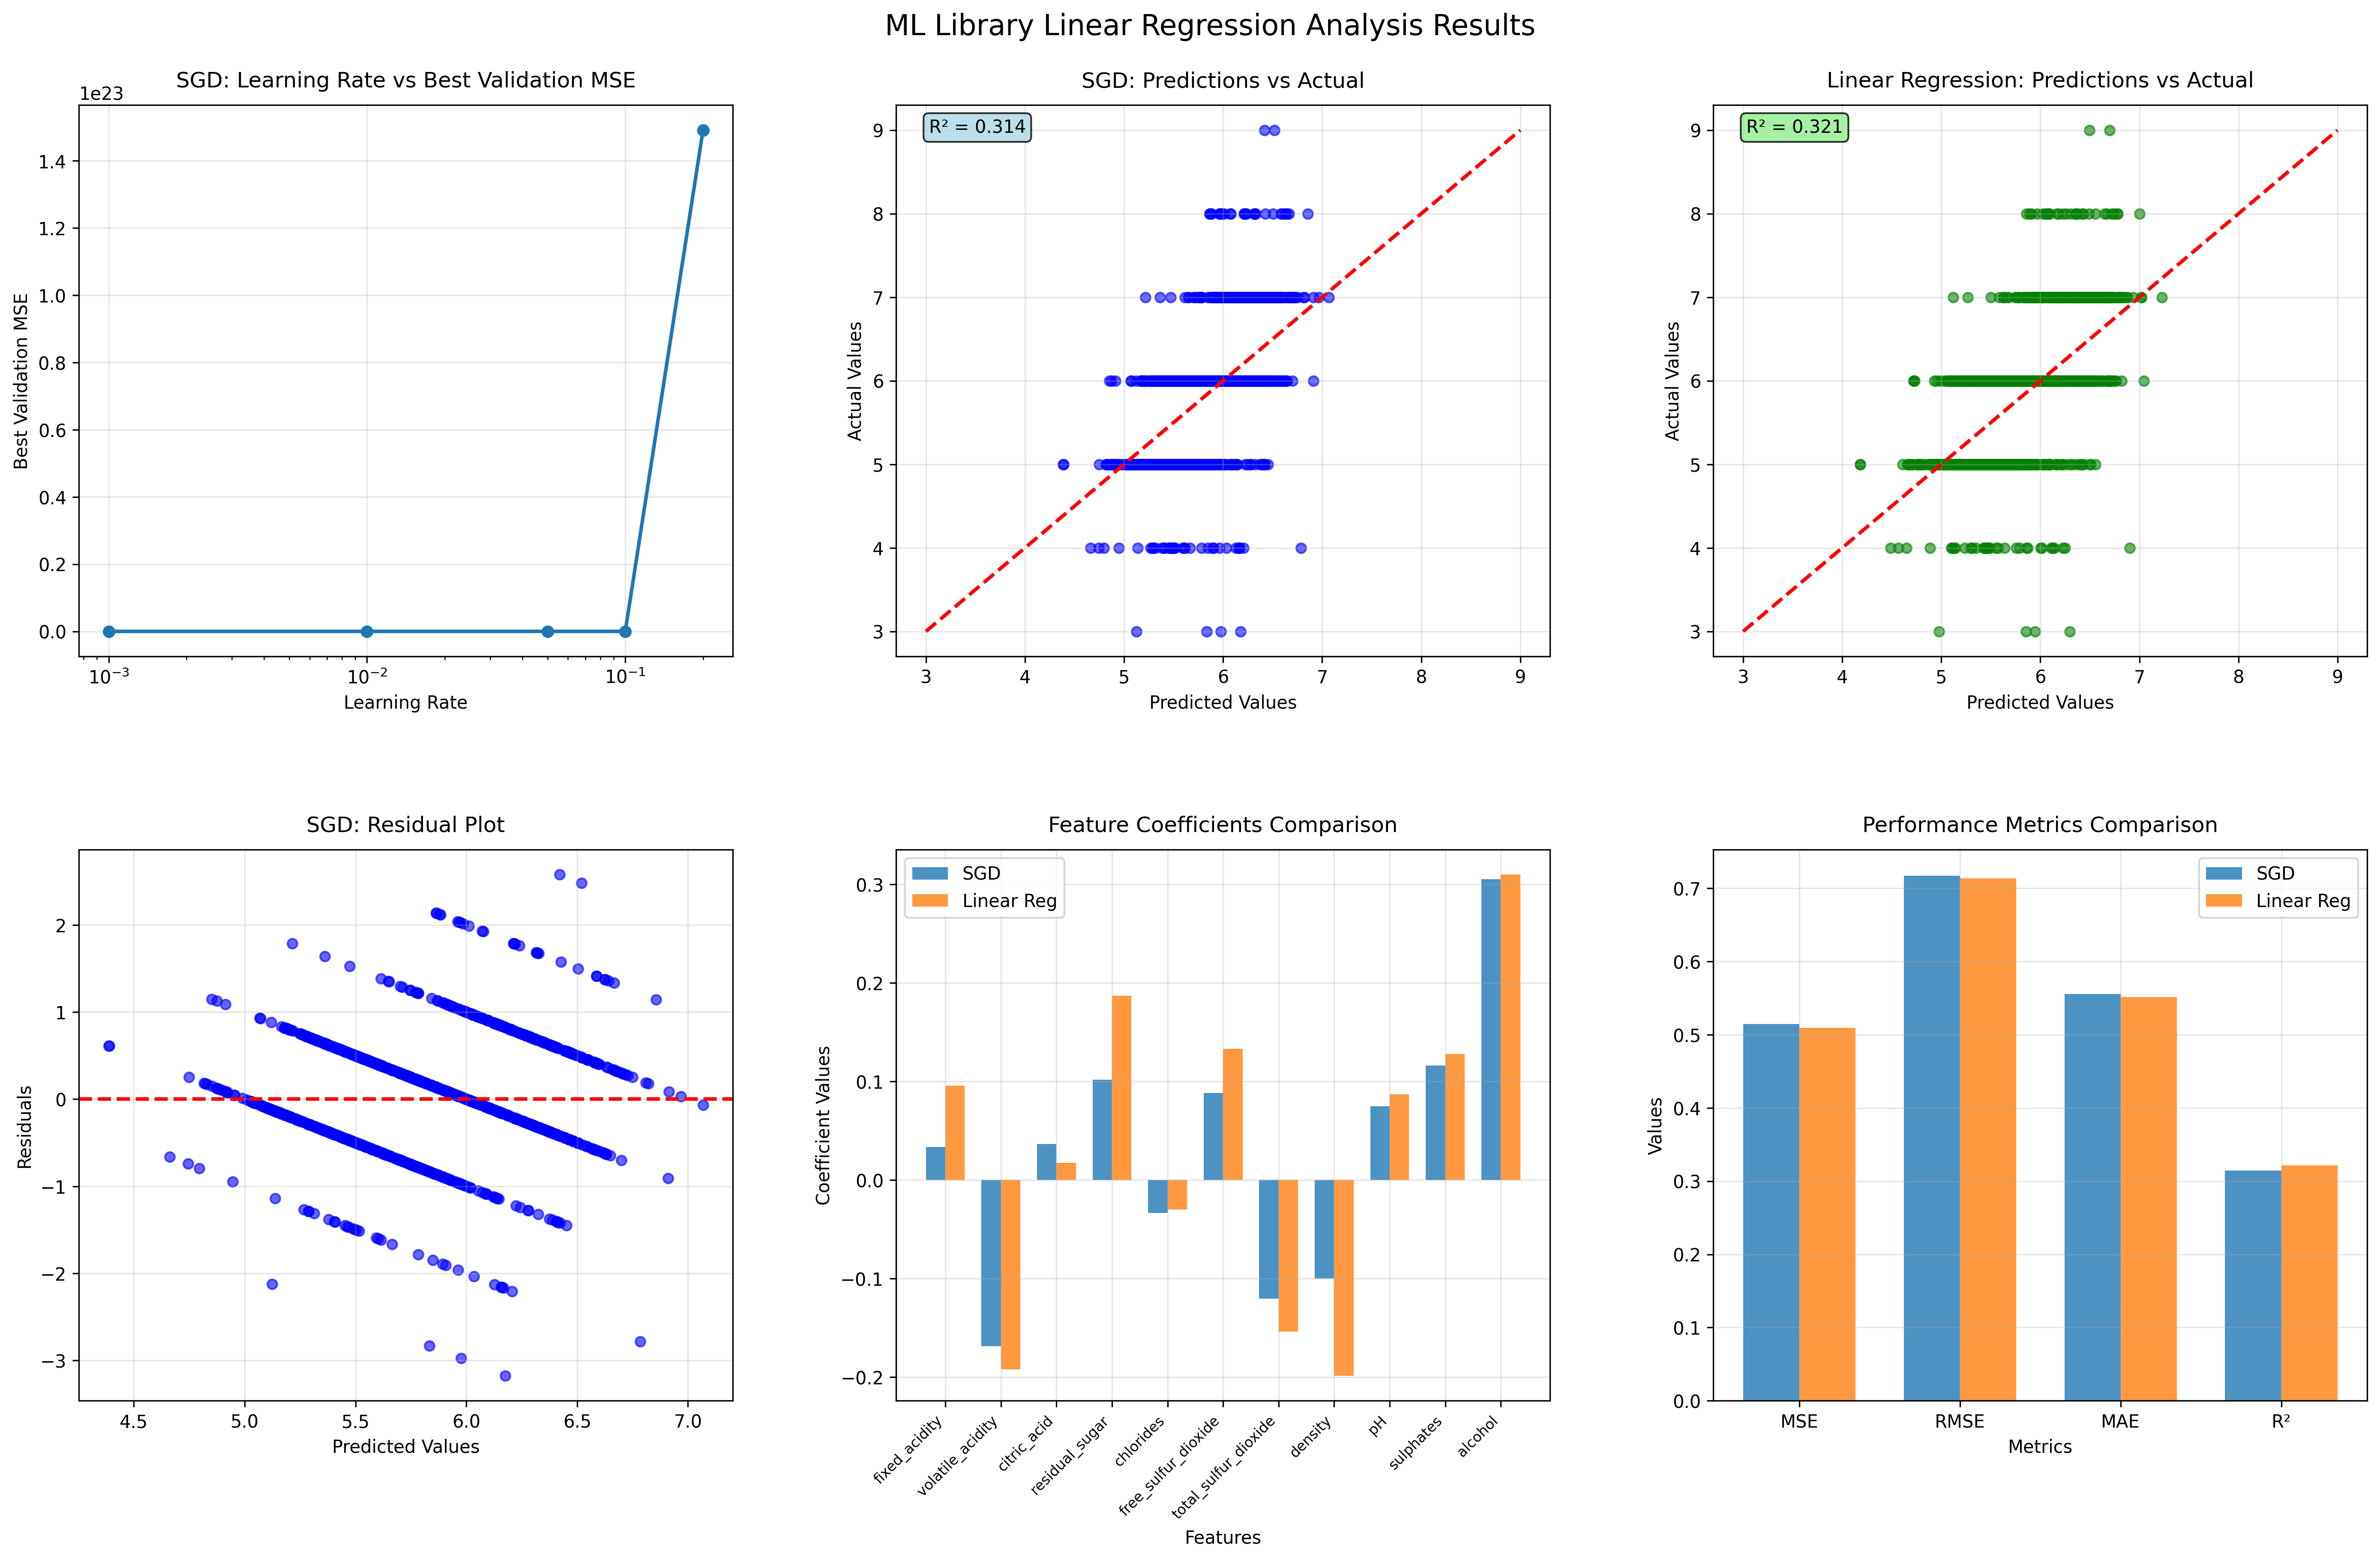 ML Library Linear Regression Analysis Results
SGD: Learning Rate vs Best Validation MSE
1e23
1.4
1.2
1.0
0.8
0.6
0.4
0.2
0.0
Best Validation MSE
10⁻³
10⁻²
10⁻¹
Learning Rate
SGD: Predictions vs Actual
R² = 0.314
9
8
7
6
5
4
3
Actual Values
3 4 5 6 7 8 9
Predicted Values
Linear Regression: Predictions vs Actual
R² = 0.321
9
8
7
6
5
4
3
Actual Values
3 4 5 6 7 8 9
Predicted Values
SGD: Residual Plot
2
1
0
−1
−2
−3
Residuals
4.5 5.0 5.5 6.0 6.5 7.0
Predicted Values
Feature Coefficients Comparison
SGD
Linear Reg
0.3
0.2
0.1
0.0
−0.1
−0.2
Coefficient Values
fixed_acidity
volatile_acidity
citric_acid
residual_sugar
chlorides
free_sulfur_dioxide
total_sulfur_dioxide
density
pH
sulphates
alcohol
Features
Performance Metrics Comparison
SGD
Linear Reg
0.7
0.6
0.5
0.4
0.3
0.2
0.1
0.0
Values
MSE RMSE MAE R²
Metrics